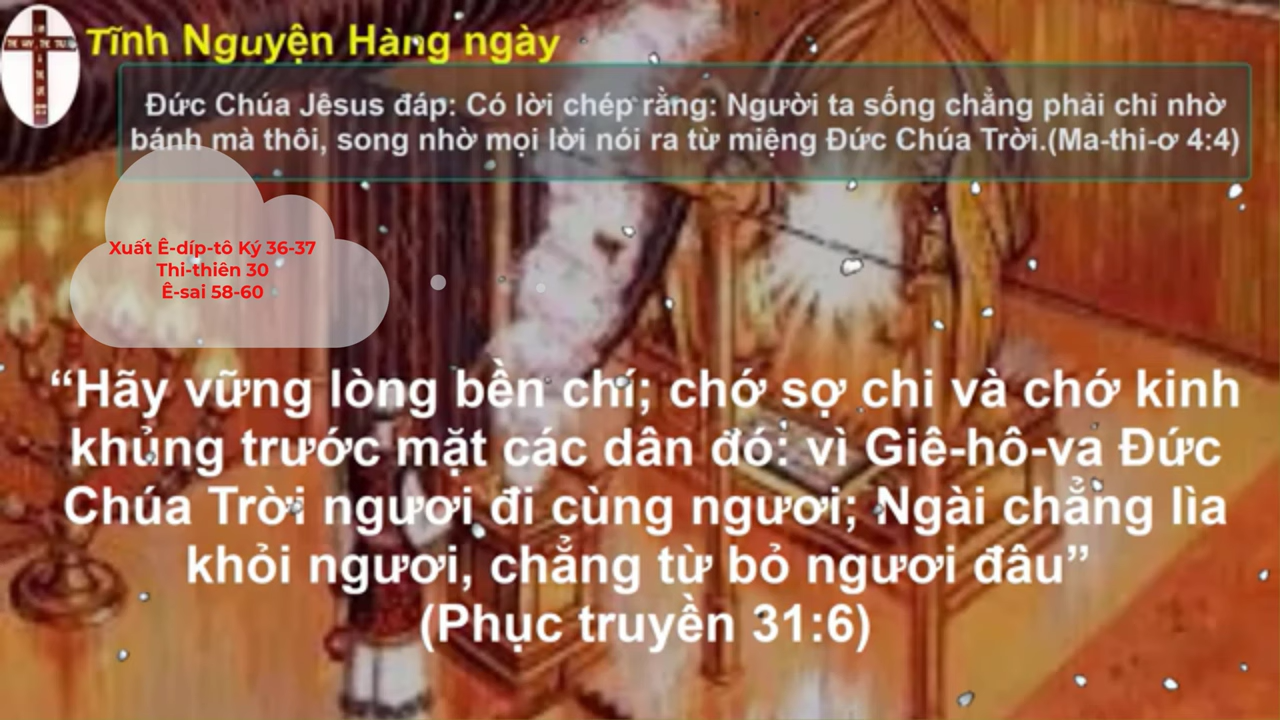 Tĩnh Nguyện Hàng ngày
Đức Chúa Jêsus đáp: Có lời chép rằng: Người ta sống chẳng phải chỉ nhờ
bánh mà thôi, song nhờ mọi lời nói ra từ miệng Đức Chúa Trời.(Ma-thi-ơ 4:4)
Xuất Ê-díp-tô Ký 36-37
Thi-thiên 30
Ê-sai 58-60
“Hãy vững lòng bền chí; chớ sợ chi và chớ kinh
khủng trước mặt các dân đó: vì Giê-hô-va Đức
Chúa Trời ngươi đi cùng ngươi; Ngài chẳng lìa
khỏi ngươi, chẳng từ bỏ ngươi đâu”
(Phục truyền 31:6)